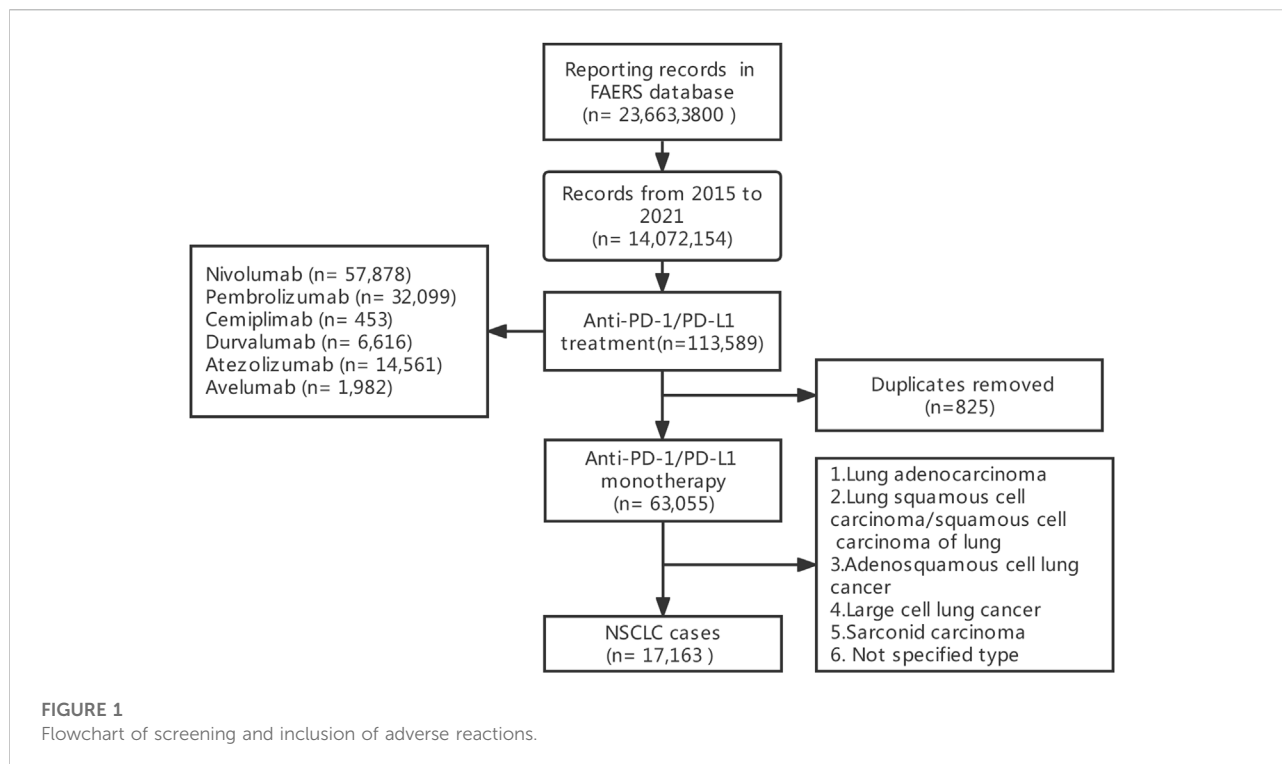 Reporting records in
FAERS database
(n= 23,663,3800 )
Records from 2015 to
2021
(n= 14,072,154)
Nivolumab (n= 57,878)
Pembrolizumab (n= 32,099)
Cemiplimab (n= 453)
Durvalumab (n= 6,616)
Atezolizumab (n= 14,561)
Avelumab (n= 1,982)
Anti-PD-1/PD-L1
treatment(n=113,589)
Duplicates removed
(n=825)
Anti-PD-1/PD-L1
monotherapy
(n= 63,055)
1.Lung adenocarcinoma
2.Lung squamous cell
carcinoma/squamous cell
carcinoma of lung
3.Adenosquamous cell lung
cancer
4.Large cell lung cancer
5.Sarconid carcinoma
6. Not specified type
NSCLC cases
(n= 17,163 )
FIGURE 1
Flowchart of screening and inclusion of adverse reactions.